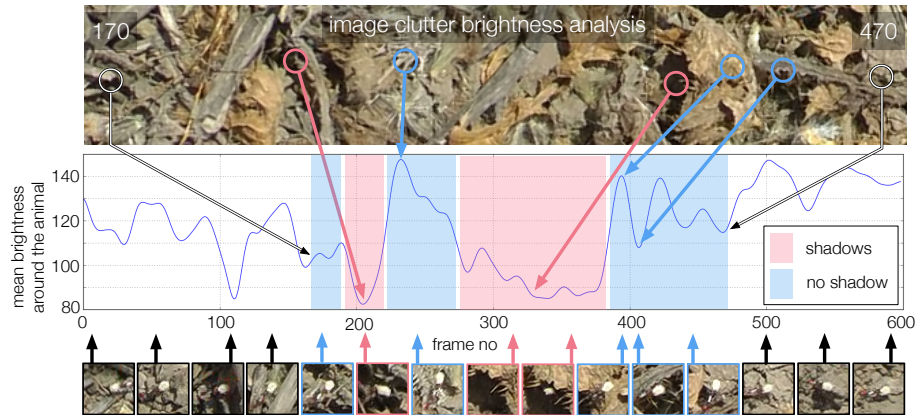 image clutter brightness analysis
170
470
mean brightness
around the animal
140
120
100
80
shadows
no shadow
0
100
200
300
400
500
600
frame no